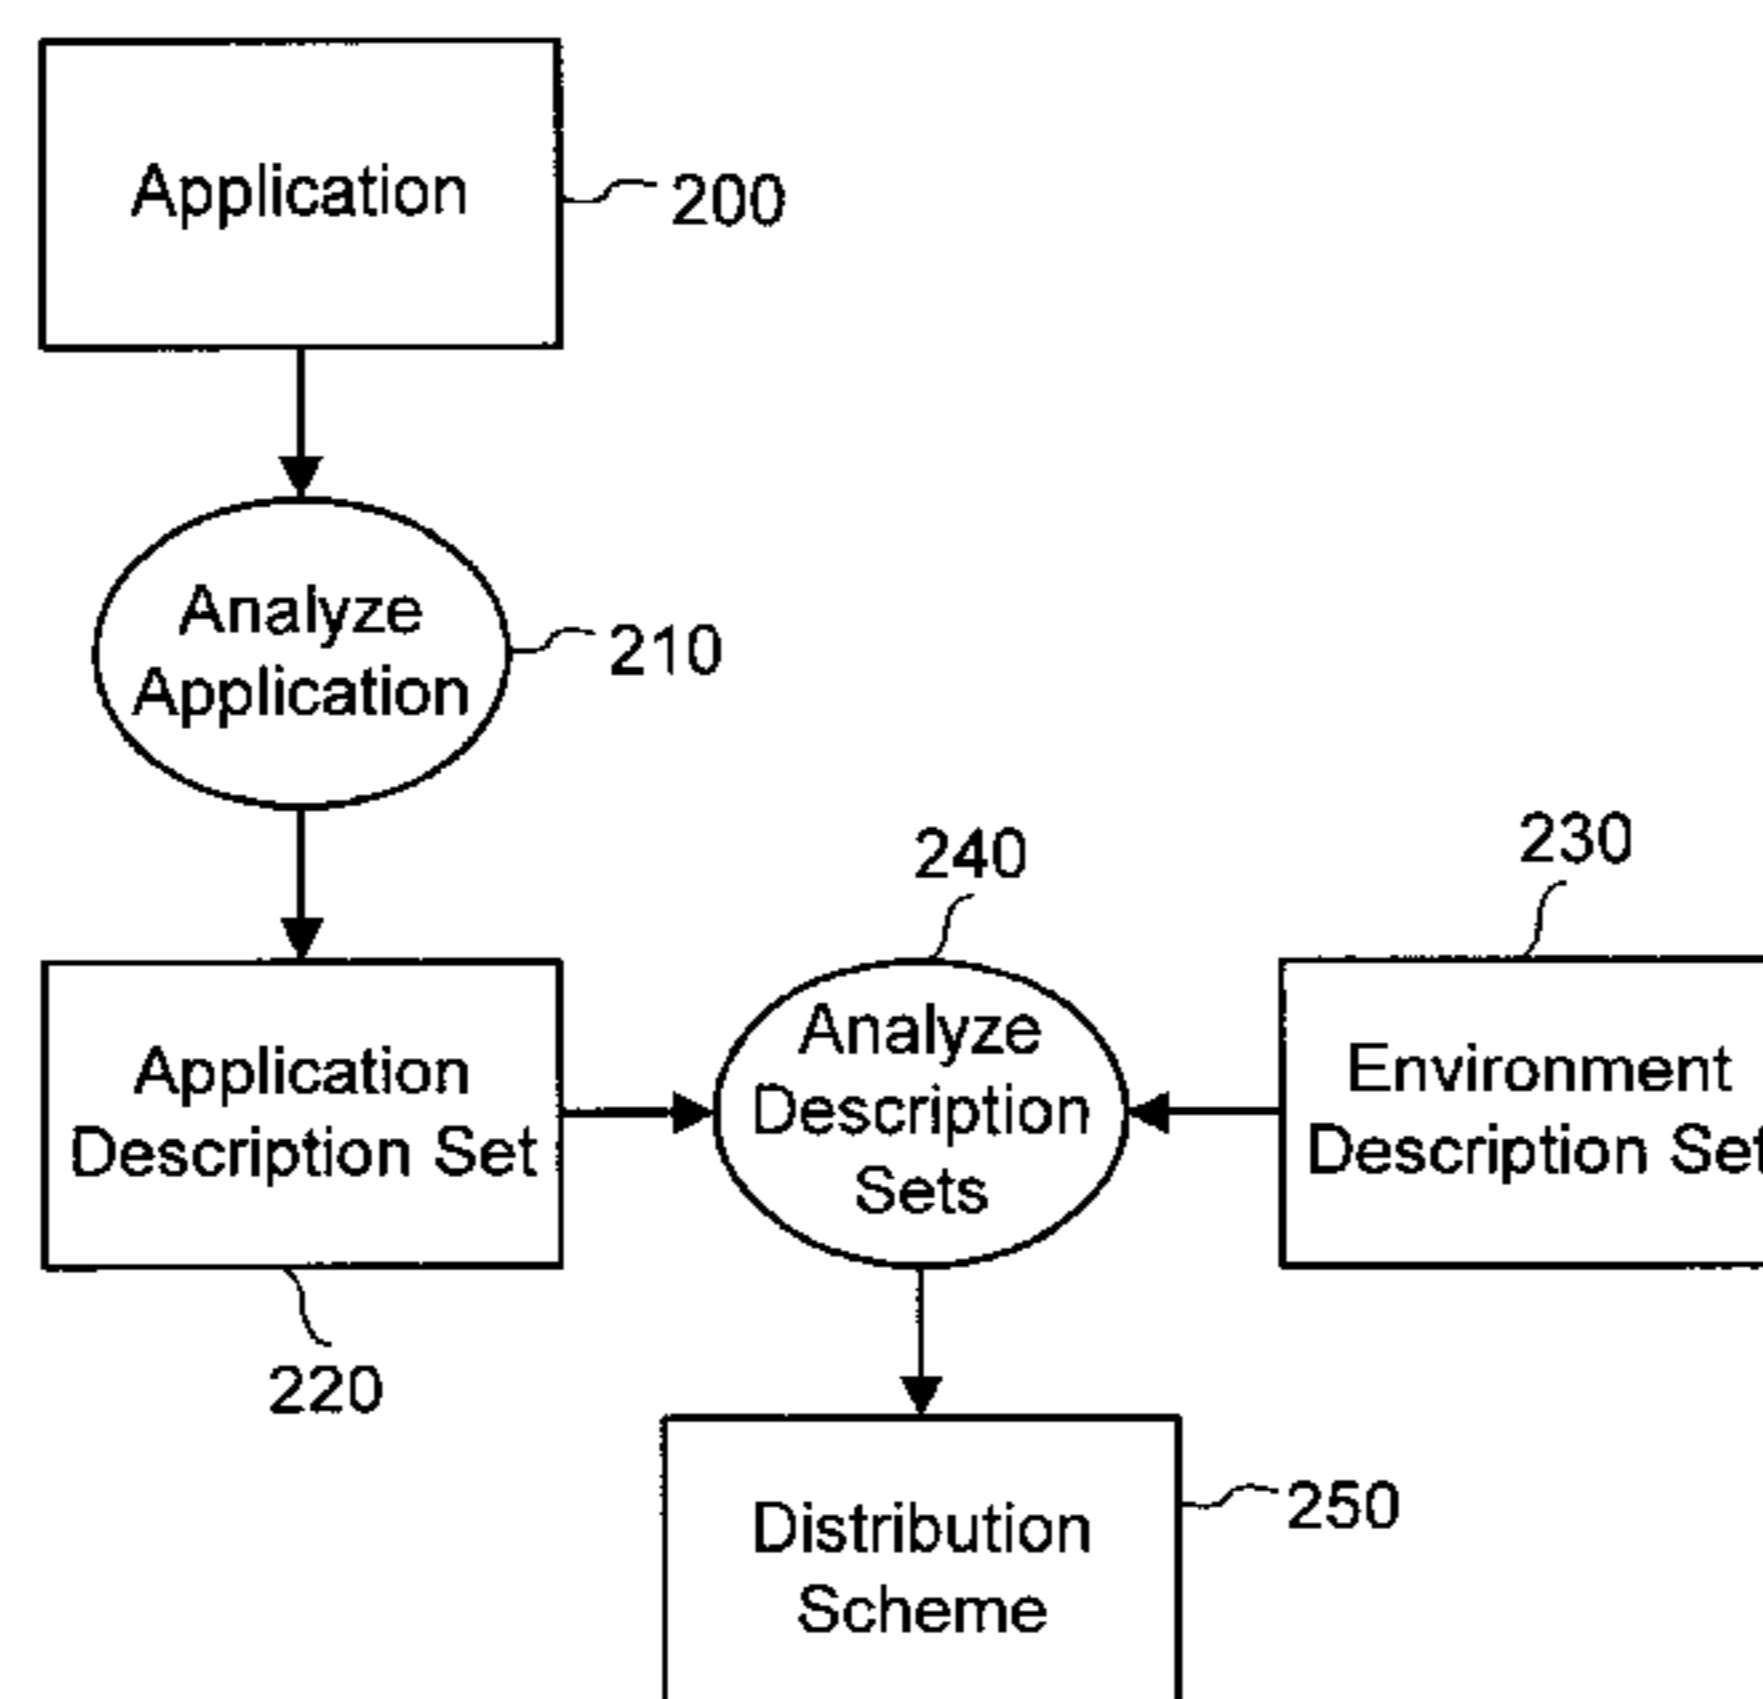 Application
200
Analyze
Application
210
240
230
Application
Description Set
Analyze
Description
Sets
Environment
Description Set
220
Distribution
Scheme
250